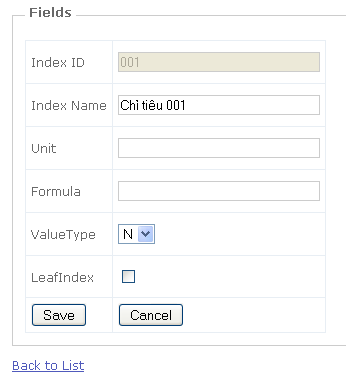 Fields
Index ID 001
Index Name Chỉ tiêu 001
Unit
Formula
ValueType N
LeafIndex
Save Cancel
Back to List